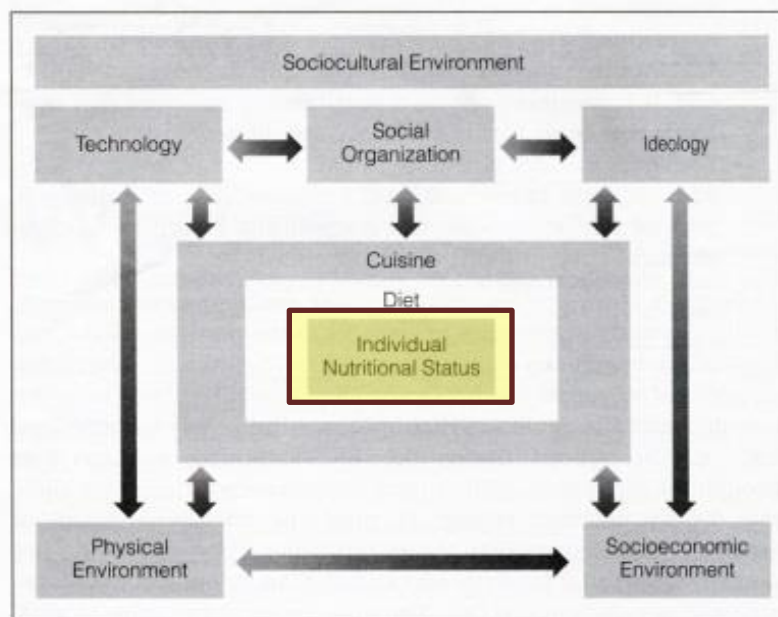 Sociocultural Environment
Technology
Social
Organization
Ideology
Cuisine
Diet
Individual
Nutritional Status
Physical
Environment
Socioeconomic
Environment